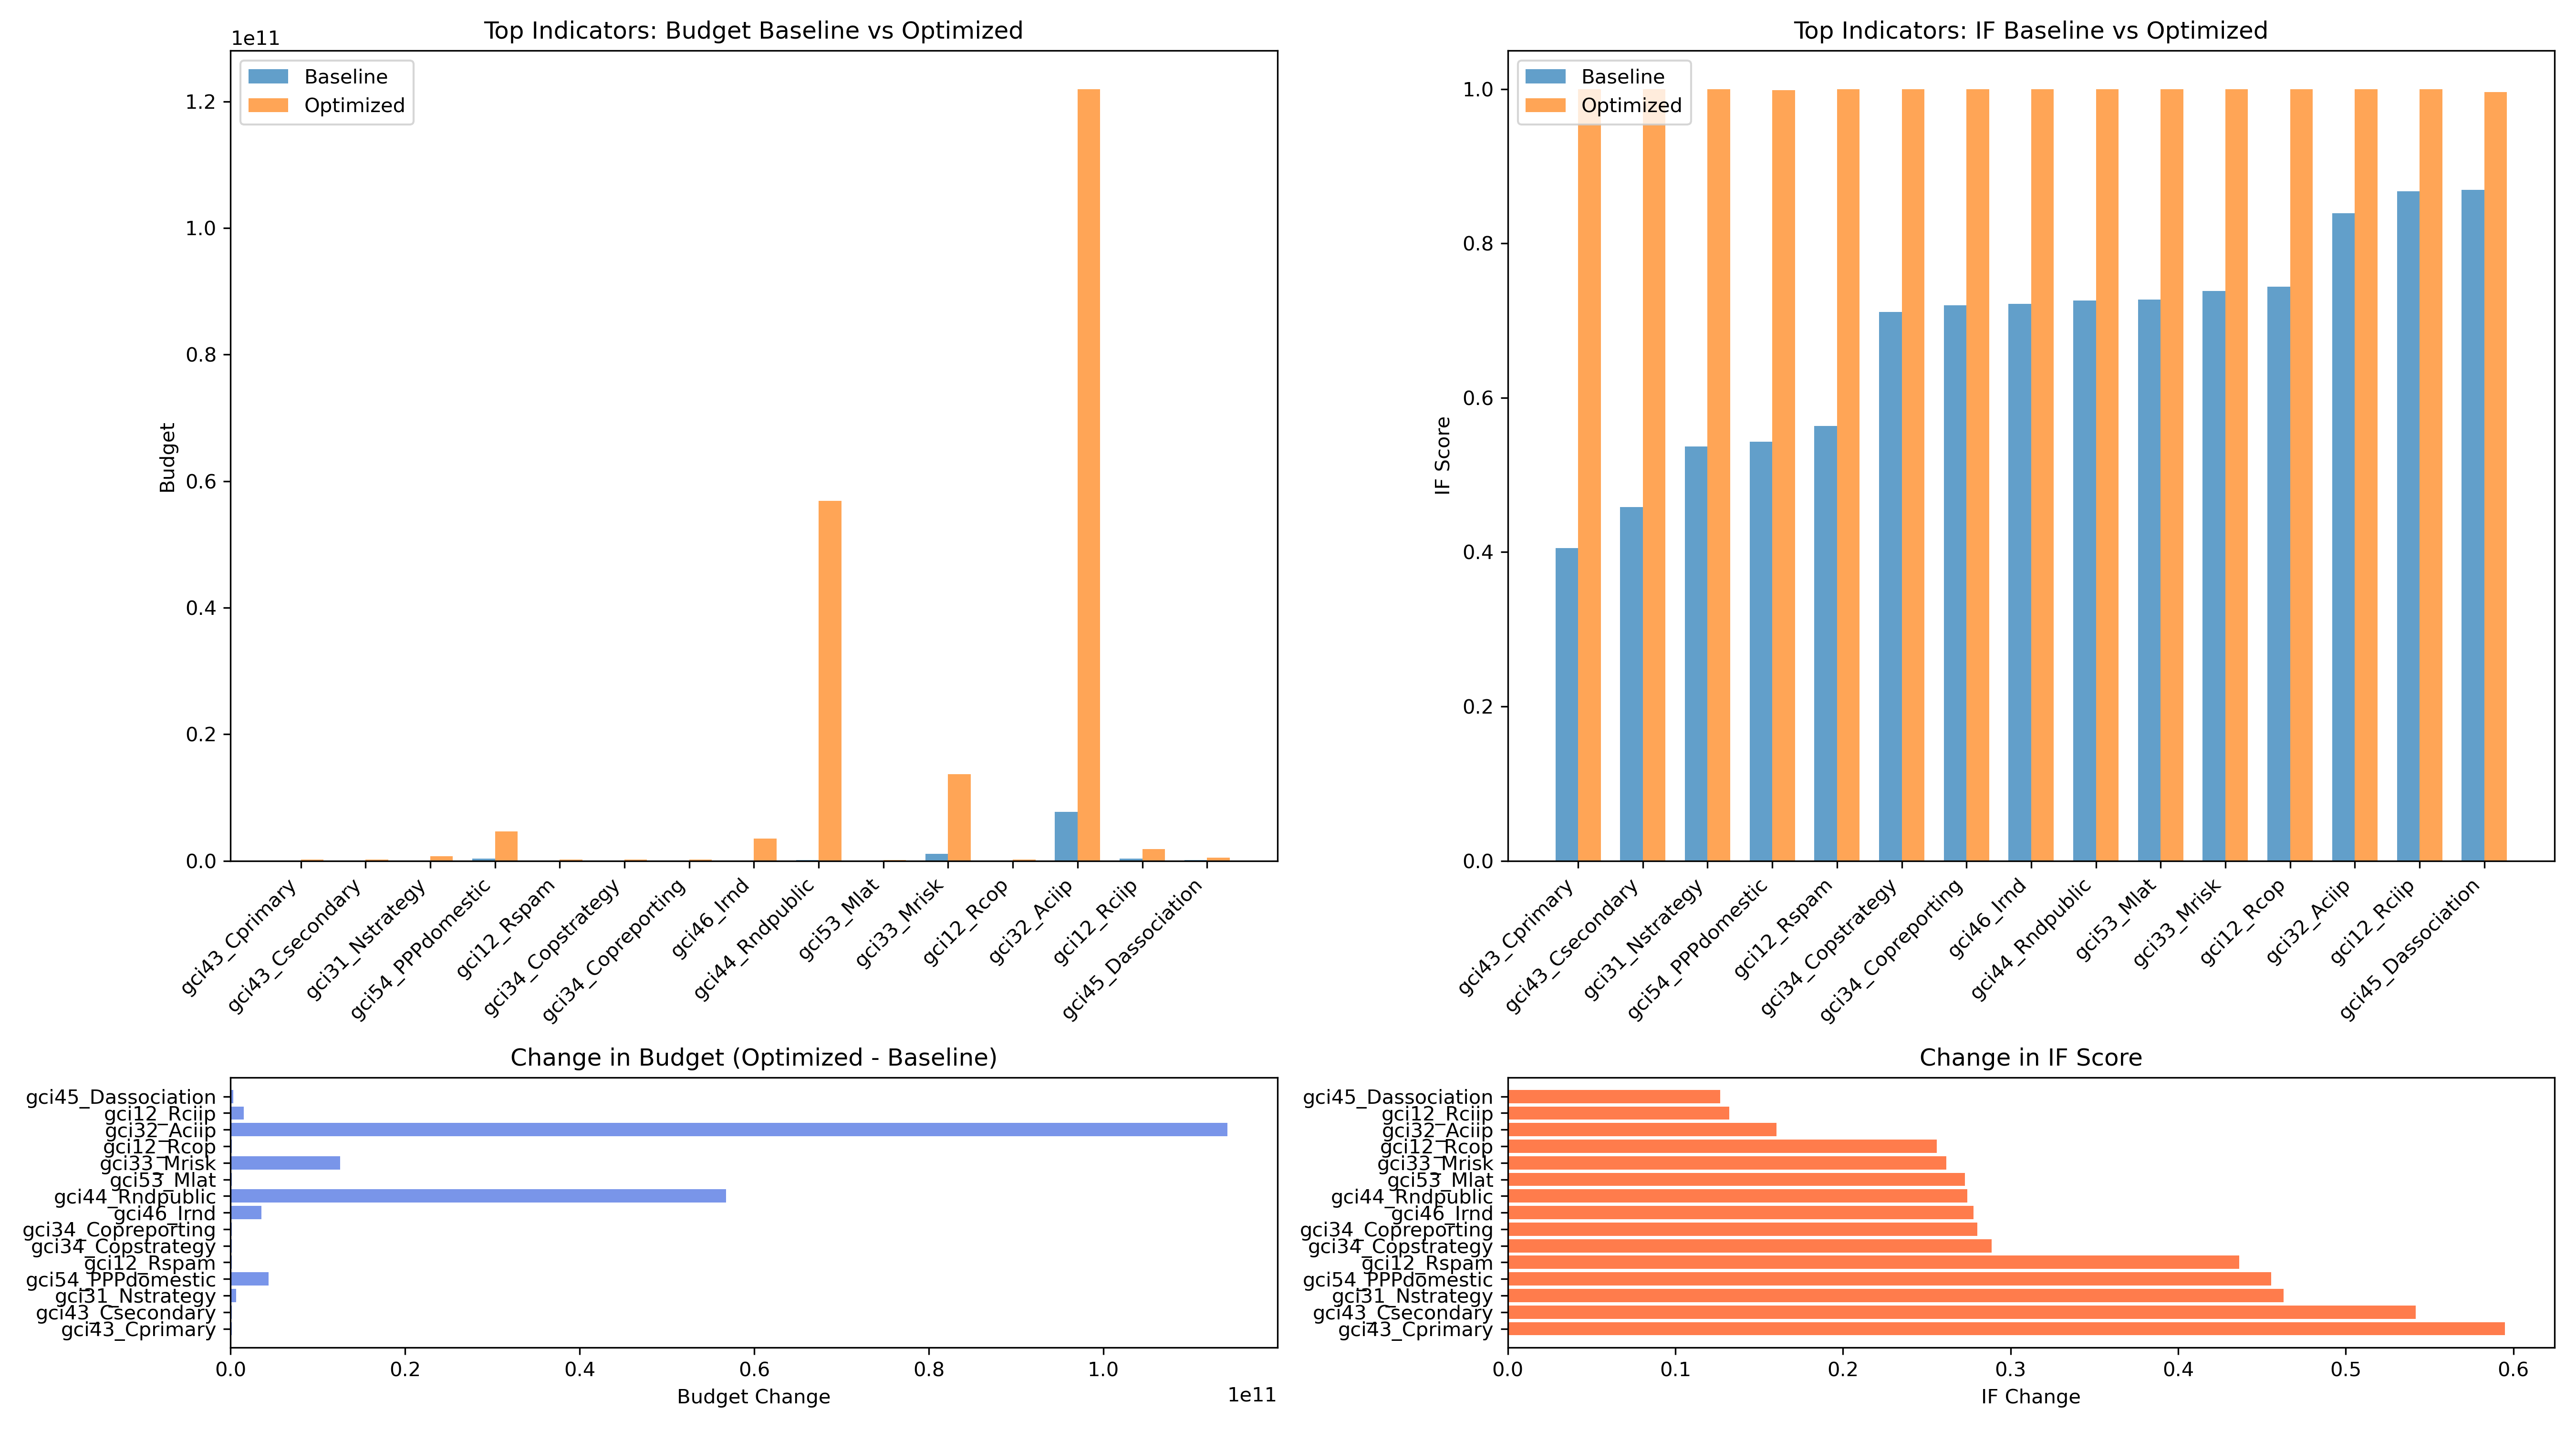 Top Indicators: Budget Baseline vs Optimized
1e11
Baseline
Optimized
1.2
1.0
0.8
0.6
0.4
0.2
0.0
Budget
gci43_Cprimary
gci43_Csecondary
gci31_Nstrategy
gci54_PPPdomestic
gci12_Rspam
gci34_Copstrategy
gci34_Copreporting
gci46_Irnd
gci44_Rndpublic
gci53_Mlat
gci33_Mrisk
gci12_Rcop
gci32_Aciip
gci12_Rciip
gci45_Dassociation
Top Indicators: IF Baseline vs Optimized
Baseline
Optimized
1.0
0.8
0.6
0.4
0.2
0.0
IF Score
gci43_Cprimary
gci43_Csecondary
gci31_Nstrategy
gci54_PPPdomestic
gci12_Rspam
gci34_Copstrategy
gci34_Copreporting
gci46_Irnd
gci44_Rndpublic
gci53_Mlat
gci33_Mrisk
gci12_Rcop
gci32_Aciip
gci12_Rciip
gci45_Dassociation
Change in Budget (Optimized - Baseline)
gci45_Dassociation
gci12_Rciip
gci32_Aciip
gci12_Rcop
gci33_Mrisk
gci53_Mlat
gci44_Rndpublic
gci46_Irnd
gci34_Copreporting
gci34_Copstrategy
gci12_Rspam
gci54_PPPdomestic
gci31_Nstrategy
gci43_Csecondary
gci43_Cprimary
0.0 0.2 0.4 0.6 0.8 1.0
Budget Change
1e11
Change in IF Score
gci45_Dassociation
gci12_Rciip
gci32_Aciip
gci12_Rcop
gci33_Mrisk
gci53_Mlat
gci44_Rndpublic
gci46_Irnd
gci34_Copreporting
gci34_Copstrategy
gci12_Rspam
gci54_PPPdomestic
gci31_Nstrategy
gci43_Csecondary
gci43_Cprimary
0.0 0.1 0.2 0.3 0.4 0.5 0.6
IF Change